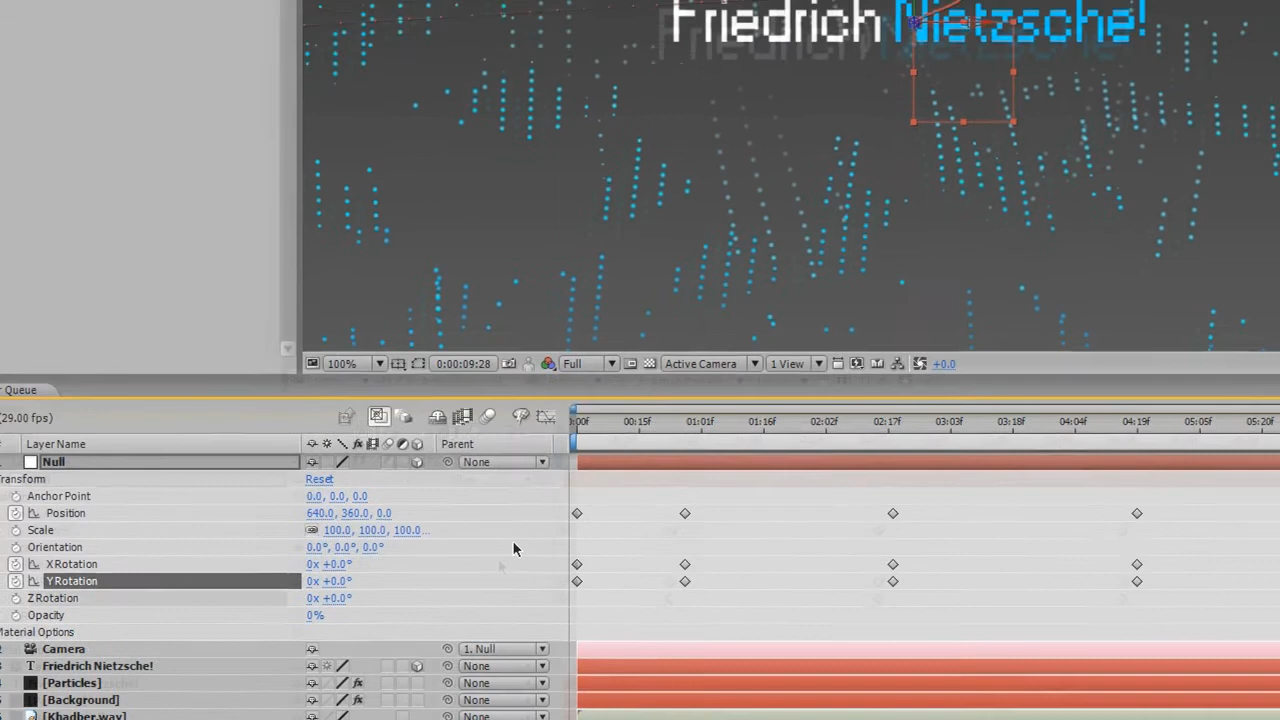 Friedrich Nietzsche!
100% 0:00:09:28 Full Active Camera 1 View +0.0
Queue
(29.00 fps)
:00f 00:15f 01:01f 01:16f 02:02f 02:17f 03:03f 03:18f 04:04f 04:19f 05:05f 05:20f
Layer Name fx Parent
Null None
Transform Reset
Anchor Point 0.0, 0.0, 0.0
Position 640.0, 360.0, 0.0
Scale 100.0, 100.0, 100.0...
Orientation 0.0°, 0.0°, 0.0°
X Rotation 0x +0.0°
Y Rotation 0x +0.0°
Z Rotation 0x +0.0°
Opacity 0%
Material Options
Camera 1. Null
T Friedrich Nietzsche! None
[Particles] fx None
[Background] fx None
[Khadber.wav] None